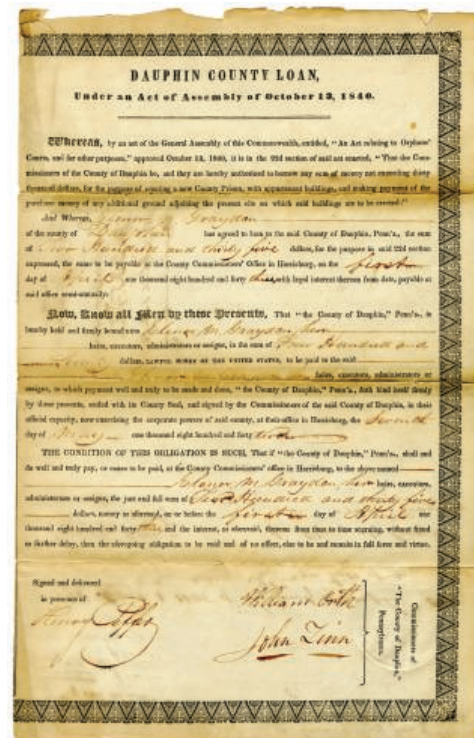 DAUPHIN COUNTY LOAN,
Under an Act of Assembly of October 13, 1840.
Whereas, by an act of the General Assembly of this Commonwealth, entitled, "An Act relating to Orphans'
Courts, and for other purposes," approved October 13, 1840, it is in the 22d section of said act enacted, "That the Com-
missioners of the County of Dauphin be, and they are hereby authorized to borrow any sum of money not exceeding thirty
thousand dollars, for the purpose of erecting a new County Prison, with appurtenant buildings, and making payment of the
purchase money of any additional ground adjoining the present site on which said buildings are to be erected:"
And Whereas, Graydon
of the county of Dauphin has agreed to loan to the said County of Dauphin, Penn'a., the sum
of Two Hundred and thirty five dollars, for the purpose in said 22d section
expressed, the same to be payable at the County Commissioners' Office in Harrisburg, on the first
day of April one thousand eight hundred and forty three with legal interest thereon from date, payable at
said office semi-annually:
Now, Know all Men by these Presents, That "the County of Dauphin," Penn'a., is
hereby held and firmly bound unto Elenor M. Graydon, her
heirs, executors, administrators or assigns, in the sum of Four Hundred and
dollars, LAWFUL MONEY OF THE UNITED STATES, to be paid to the said
heirs, executors, administrators or
assigns, to which payment well and truly to be made and done, "the County of Dauphin," Penn'a., doth bind itself firmly
by these presents, sealed with its County Seal, and signed by the Commissioners of the said County of Dauphin, in their
official capacity, now exercising the corporate powers of said county, at their office in Harrisburg, the Seventh
day of May one thousand eight hundred and forty two
THE CONDITION OF THIS OBLIGATION IS SUCH, That if "the County of Dauphin," Penn'a., shall and
do well and truly pay, or cause to be paid, at the County Commissioners' office in Harrisburg, to the above named
Elenor M. Graydon, her heirs, executors,
administrators or assigns, the just and full sum of Two Hundred and thirty five
dollars, money as aforesaid, on or before the first day of April one
thousand eight hundred and forty three and the interest, as aforesaid, thereon from time to time accruing, without fraud
or further delay, then the foregoing obligation to be void and of no effect, else to be and remain in full force and virtue.
Signed and delivered
in presence of
Henry
William
John Zinn
Commissioners of
"The County of Dauphin,"
Pennsylvania.